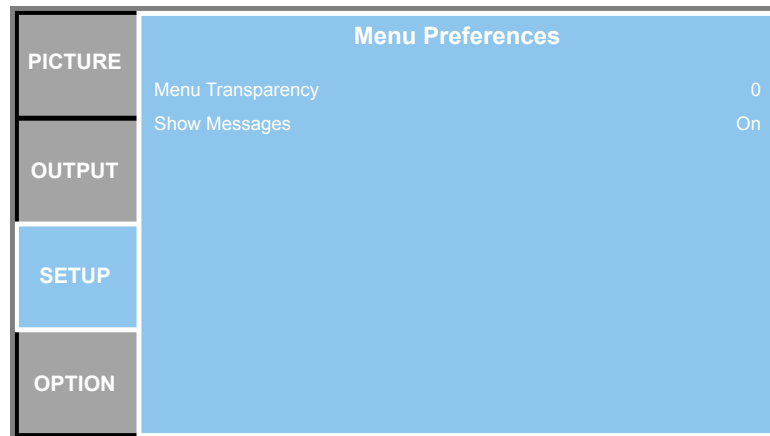 Menu Preferences
PICTURE
Menu Transparency 0
Show Messages On
OUTPUT
SETUP
OPTION